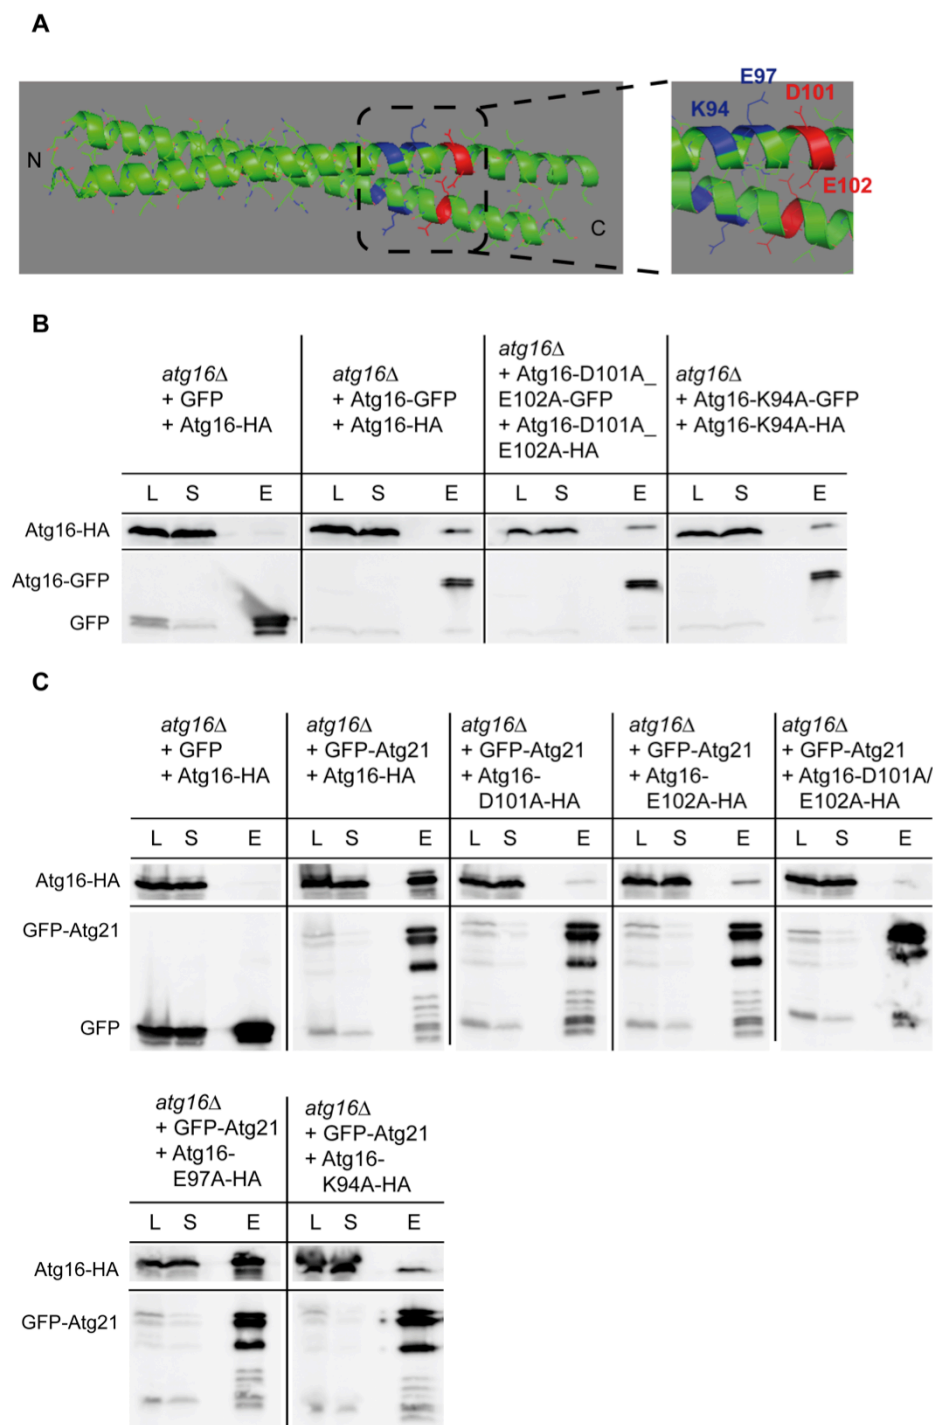 A
N
C
E97
K94
D101
E102
B
atg16Δ
+ GFP
+ Atg16-HA
atg16Δ
+ Atg16-GFP
+ Atg16-HA
atg16Δ
+ Atg16-D101A_
E102A-GFP
+ Atg16-D101A_
E102A-HA
atg16Δ
+ Atg16-K94A-GFP
+ Atg16-K94A-HA
L S E L S E L S E L S E
Atg16-HA
Atg16-GFP
GFP
C
atg16Δ
+ GFP
+ Atg16-HA
atg16Δ
+ GFP-Atg21
+ Atg16-HA
atg16Δ
+ GFP-Atg21
+ Atg16-
D101A-HA
atg16Δ
+ GFP-Atg21
+ Atg16-
E102A-HA
atg16Δ
+ GFP-Atg21
+ Atg16-D101A/
E102A-HA
L S E L S E L S E L S E L S E
Atg16-HA
GFP-Atg21
GFP
atg16Δ
+ GFP-Atg21
+ Atg16-
E97A-HA
atg16Δ
+ GFP-Atg21
+ Atg16-
K94A-HA
L S E L S E
Atg16-HA
GFP-Atg21